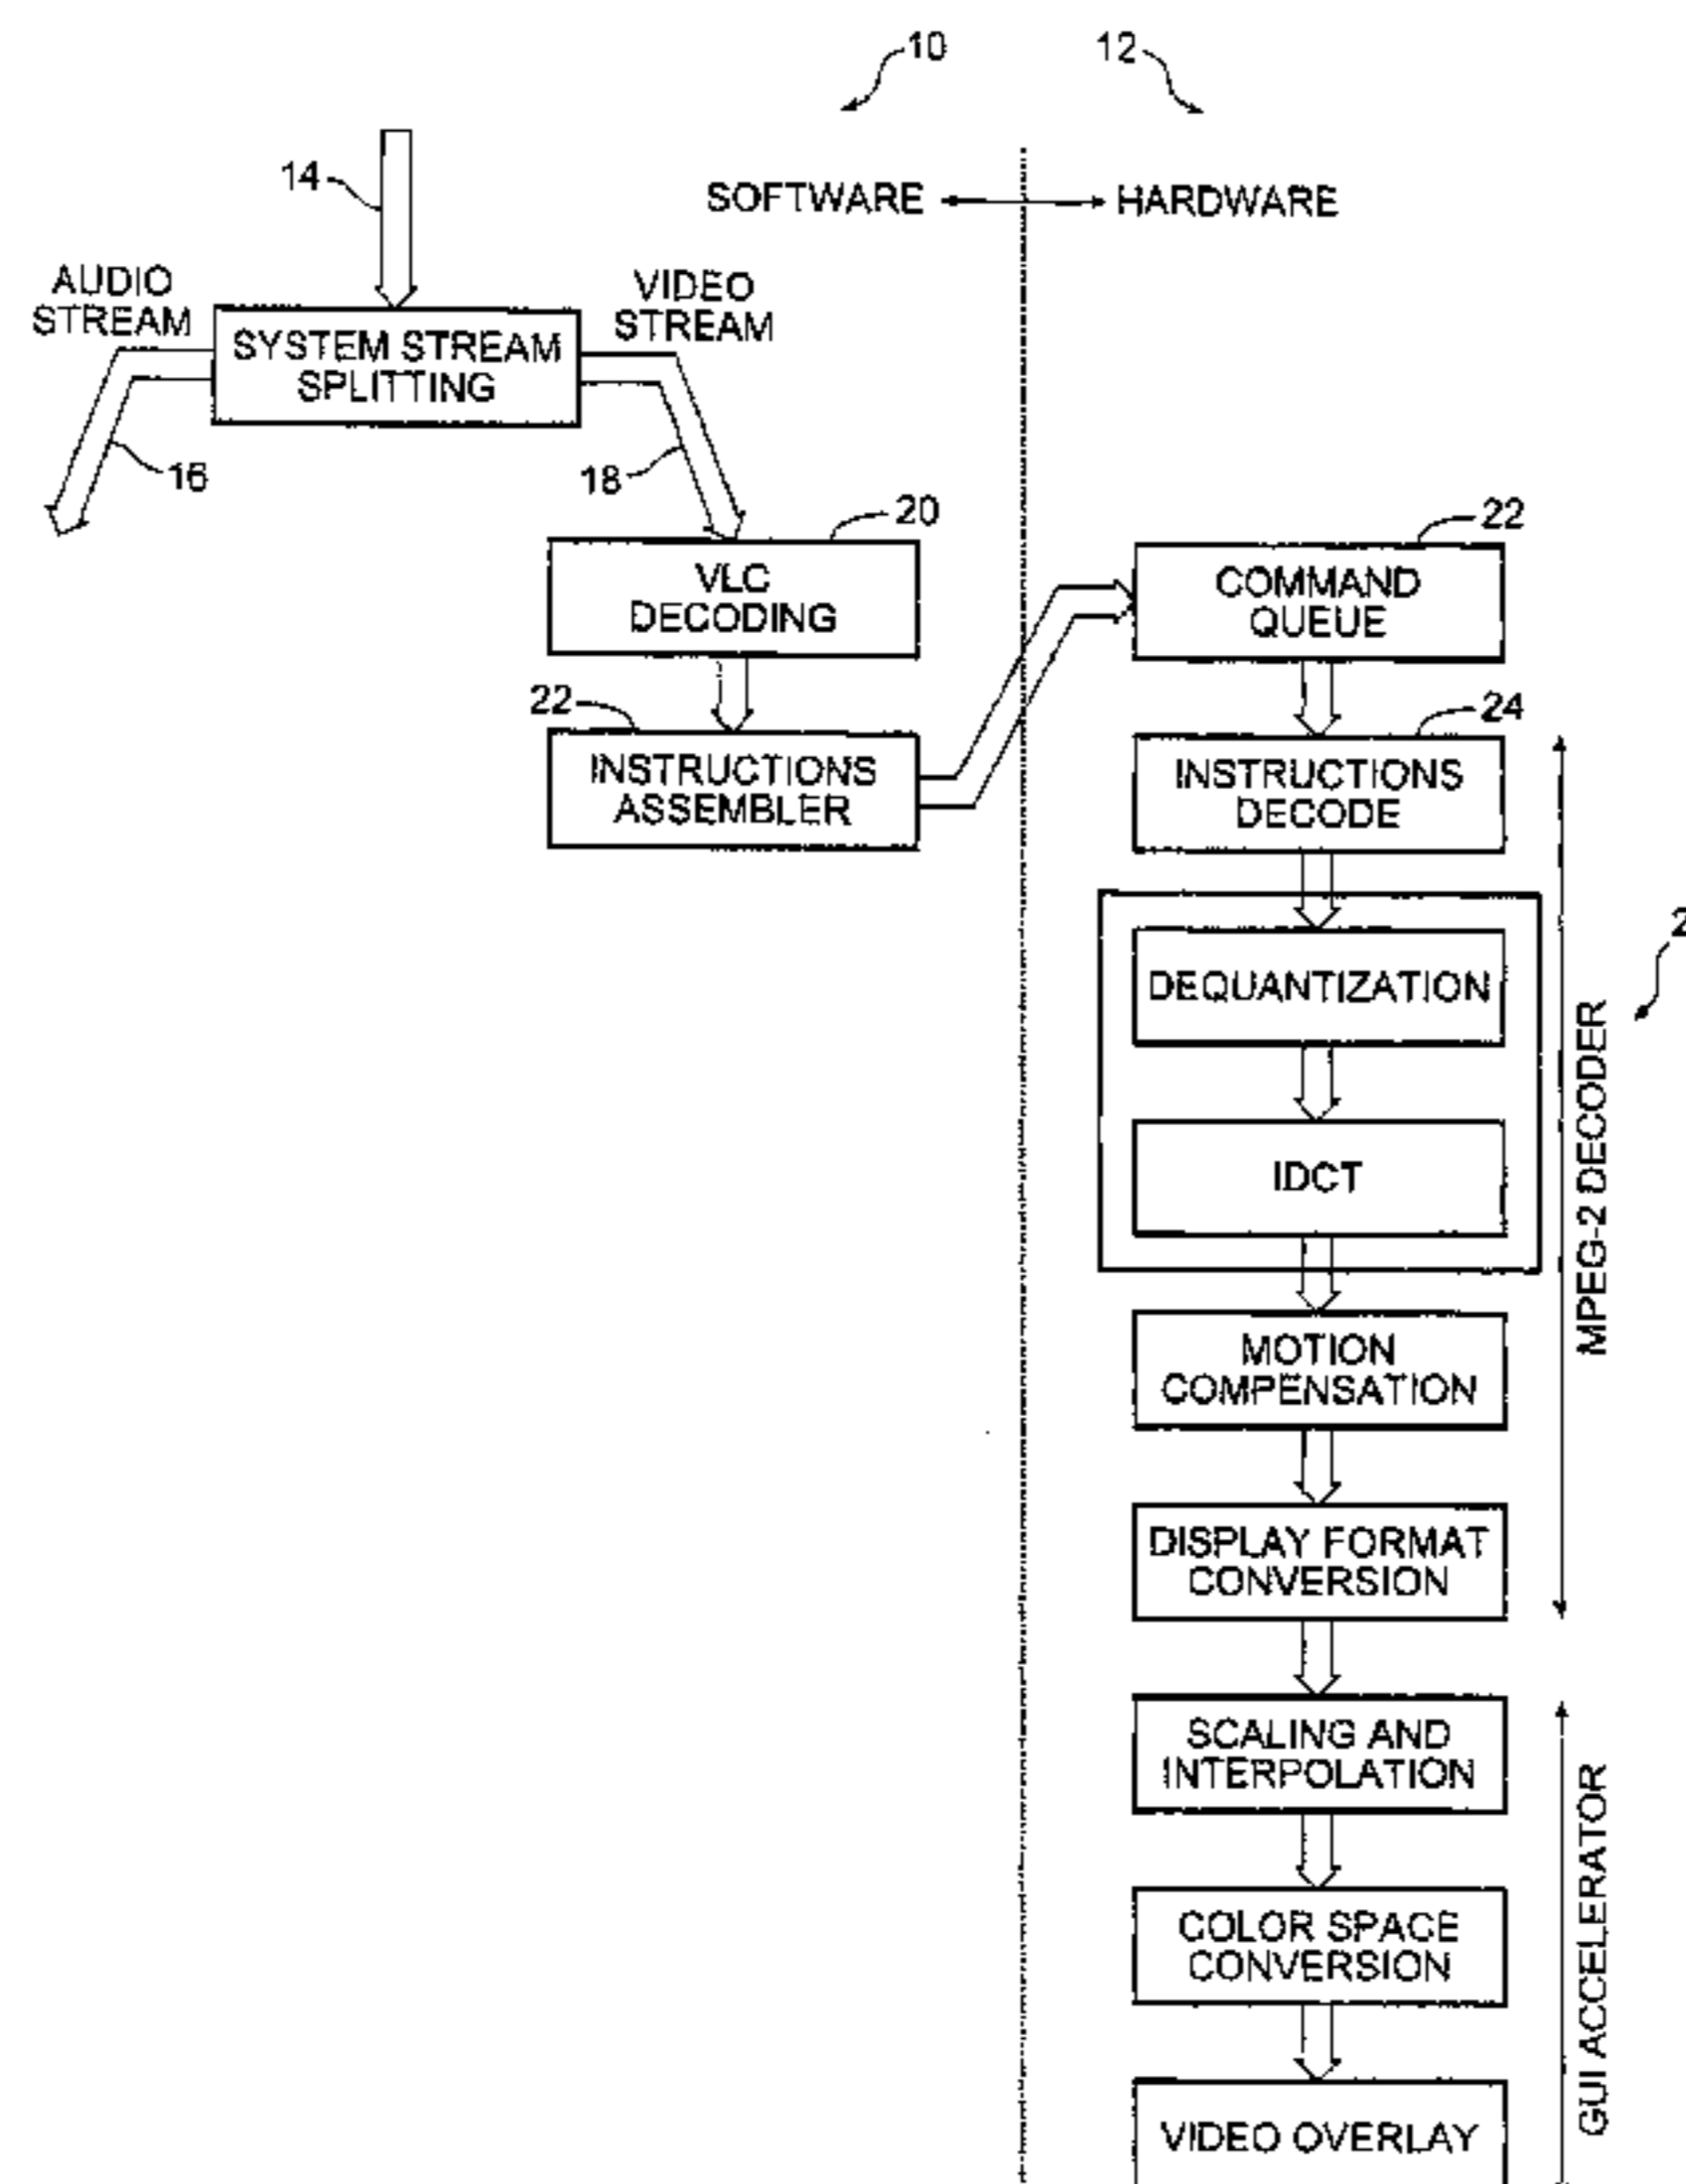 10
12
14
SOFTWARE
HARDWARE
AUDIO
STREAM
VIDEO
STREAM
SYSTEM STREAM
SPLITTING
16
18
20
22
VLC
DECODING
COMMAND
QUEUE
22
24
INSTRUCTIONS
ASSEMBLER
INSTRUCTIONS
DECODE
2
DEQUANTIZATION
IDCT
MPEG-2 DECODER
MOTION
COMPENSATION
DISPLAY FORMAT
CONVERSION
SCALING AND
INTERPOLATION
COLOR SPACE
CONVERSION
GUI ACCELERATOR
VIDEO OVERLAY